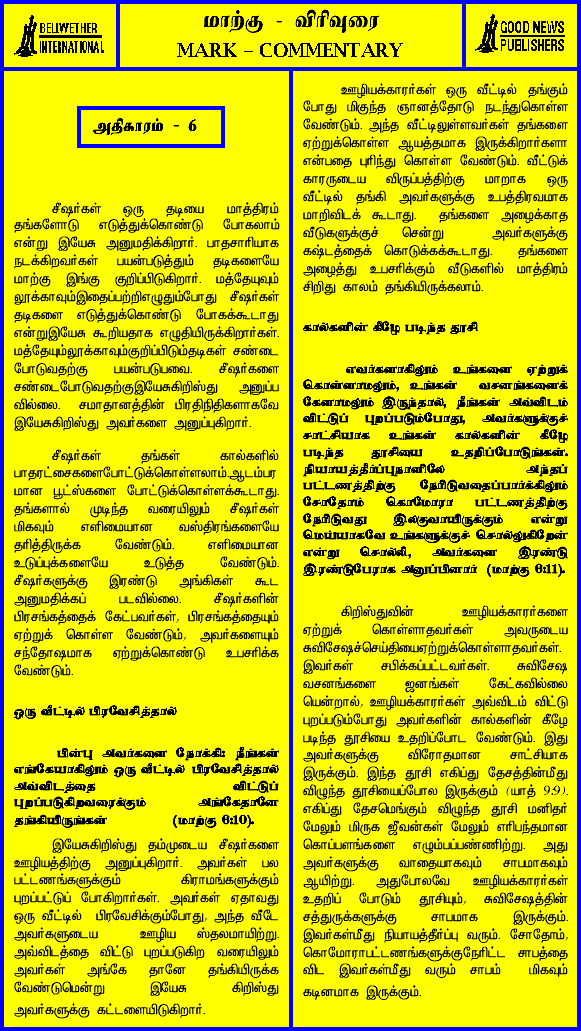 BELWETHER
INTERNATIONAL
மாற்கு - விரிவுரை
MARK – COMMENTARY
GOOD NEWS
PUBLISHERS
அதிகாரம் - 6
சீஷர்கள் ஒரு தடியை மாத்திரம்
தங்களோடு எடுத்துக்கொண்டு போகலாம்
என்று இயேசு அனுமதிக்கிறார். பாதசாரியாக
நடக்கிறவர்கள் பயன்படுத்தும் தடிகளையே
மாற்கு இங்கு குறிப்பிடுகிறார். மத்தேயுவும்
லூக்காவும்இதைப்பற்றிஎழுதும்போது சீஷர்கள்
தடிகளை எடுத்துக்கொண்டு போகக்கூடாது
என்றுஇயேசு கூறியதாக எழுதியிருக்கிறார்கள்.
மத்தேயும்லூக்காவும்குறிப்பிடும்தடிகள் சண்டை
போடுவதற்கு பயன்படுபவை. சீஷர்களை
சண்டைபோடுவதற்குஇயேசுகிறிஸ்து அனுப்ப
வில்லை. சமாதானத்தின் பிரதிநிதிகளாகவே
இயேசுகிறிஸ்து அவர்களை அனுப்புகிறார்.
சீஷர்கள் தங்கள் கால்களில்
பாதரட்சைகளைபோட்டுக்கொள்ளலாம்.ஆடம்பர
மான பூட்ஸ்களை போட்டுக்கொள்ளக்கூடாது.
தங்களால் முடிந்த வரையிலும் சீஷர்கள்
மிகவும் எளிமையான வஸ்திரங்களையே
தரித்திருக்க வேண்டும். எளிமையான
உடுப்புக்களையே உடுத்த வேண்டும்.
சீஷர்களுக்கு இரண்டு அங்கிகள் கூட
அனுமதிக்கப் படவில்லை. சீஷர்களின்
பிரசங்கத்தைக் கேட்பவர்கள், பிரசங்கத்தையும்
ஏற்றுக் கொள்ள வேண்டும், அவர்களையும்
சந்தோஷமாக ஏற்றுக்கொண்டு உபசரிக்க
வேண்டும்.
ஒரு வீட்டில் பிரவேசித்தால்
பின்பு அவர்களை நோக்கி: நீங்கள்
எங்கேயாகிலும் ஒரு வீட்டில் பிரவேசித்தால்
அவ்விடத்தை விட்டுப்
புறப்படுகிறவரைக்கும் அங்கேதானே
தங்கியிருங்கள் (மாற்கு 6:10).
இயேசுகிறிஸ்து தம்முடைய சீஷர்களை
ஊழியத்திற்கு அனுப்புகிறார். அவர்கள் பல
பட்டணங்களுக்கும் கிராமங்களுக்கும்
புறப்பட்டுப் போகிறார்கள். அவர்கள் ஏதாவது
ஒரு வீட்டில் பிரவேசிக்கும்போது, அந்த வீடே
அவர்களுடைய ஊழிய ஸ்தலமாயிற்று.
அவ்விடத்தை விட்டு புறப்படுகிற வரையிலும்
அவர்கள் அங்கே தானே தங்கியிருக்க
வேண்டுமென்று இயேசு கிறிஸ்து
அவர்களுக்கு கட்டளையிடுகிறார்.
ஊழியக்காரர்கள் ஒரு வீட்டில் தங்கும்
போது மிகுந்த ஞானத்தோடு நடந்துகொள்ள
வேண்டும். அந்த வீட்டிலுள்ளவர்கள் தங்களை
ஏற்றுக்கொள்ள ஆயத்தமாக இருக்கிறார்களா
என்பதை புரிந்து கொள்ள வேண்டும். வீட்டுக்
காரருடைய விருப்பத்திற்கு மாறாக ஒரு
வீட்டில் தங்கி அவர்களுக்கு உபத்திரவமாக
மாறிவிடக் கூடாது. தங்களை அழைக்காத
வீடுகளுக்குச் சென்று அவர்களுக்கு
கஷ்டத்தைக் கொடுக்கக்கூடாது. தங்களை
அழைத்து உபசரிக்கும் வீடுகளில் மாத்திரம்
சிறிது காலம் தங்கியிருக்கலாம்.
கால்களின் கீழே படிந்த தூசி
எவர்களாகிலும் உங்களை ஏற்றுக்
கொள்ளாமலும், உங்கள் வசனங்களைக்
கேளாமலும் இருந்தால், நீங்கள் அவ்விடம்
விட்டுப் புறப்படும்போது, அவர்களுக்குச்
சாட்சியாக உங்கள் கால்களின் கீழே
படிந்த தூசியை உதறிப்போடுங்கள்.
நியாயத்தீர்ப்புநாளிலே அந்தப்
பட்டணத்திற்கு நேரிடுவதைப்பார்க்கிலும்
சோதோம் கொமோரா பட்டணத்திற்கு
நேரிடுவது இலகுவாயிருக்கும் என்று
மெய்யாகவே உங்களுக்குச் சொல்லுகிறேன்
என்று சொல்லி, அவர்களை இரண்டு
இரண்டுபேராக அனுப்பினார் (மாற்கு 6:11).
கிறிஸ்துவின் ஊழியக்காரர்களை
ஏற்றுக் கொள்ளாதவர்கள் அவருடைய
சுவிசேஷச்செய்தியைஏற்றுக்கொள்ளாதவர்கள்.
இவர்கள் சபிக்கப்பட்டவர்கள். சுவிசேஷ
வசனங்களை ஜனங்கள் கேட்கவில்லை
யென்றால், ஊழியக்காரர்கள் அவ்விடம் விட்டு
புறப்படும்போது அவர்களின் கால்களின் கீழே
படிந்த தூசியை உதறிப்போட வேண்டும். இது
அவர்களுக்கு விரோதமான சாட்சியாக
இருக்கும். இந்த தூசி எகிப்து தேசத்தின்மீது
விழுந்த தூசியைப்போல இருக்கும் (யாத் 9.9).
எகிப்து தேசமெங்கும் விழுந்த தூசி மனிதர்
மேலும் மிருக ஜீவன்கள் மேலும் எரிபந்தமான
கொப்பளங்களை எழும்பப்பண்ணிற்று. அது
அவர்களுக்கு வாதையாகவும் சாபமாகவும்
ஆயிற்று. அதுபோலவே ஊழியக்காரர்கள்
உதறிப் போடும் தூசியும், சுவிசேஷத்தின்
சத்துருக்களுக்கு சாபமாக இருக்கும்.
இவர்கள்மீது நியாயத்தீர்ப்பு வரும். சோதோம்,
கொமோராபட்டணங்களுக்குநேரிட்ட சாபத்தை
விட இவர்கள்மீது வரும் சாபம் மிகவும்
கடினமாக இருக்கும்.